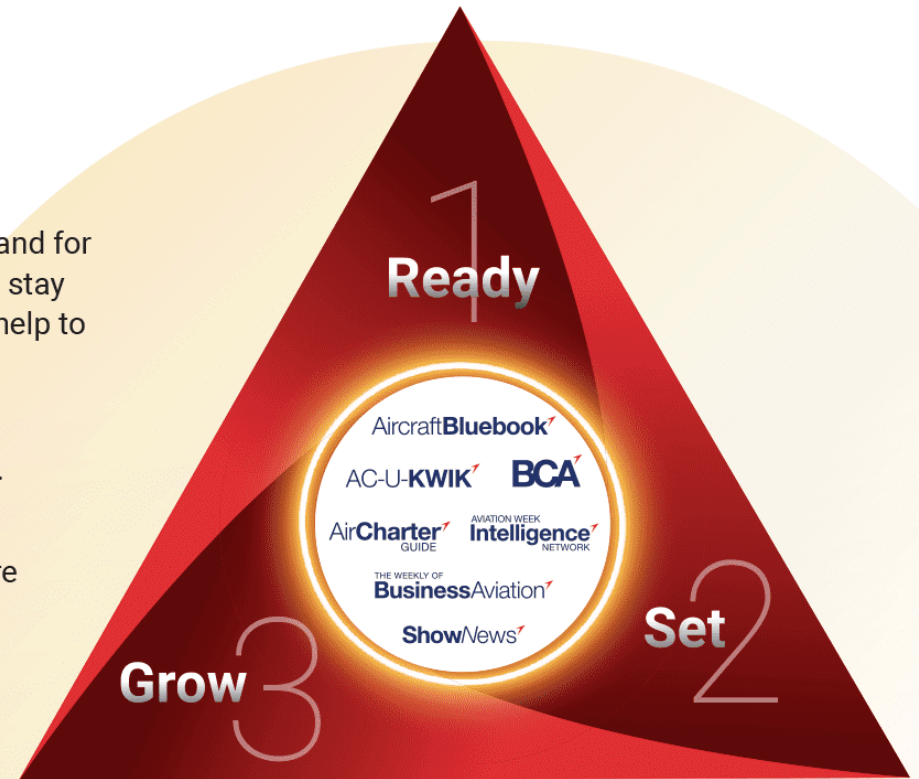 and for
stay
help to
1
Ready
AircraftBluebook
AC-U-KWIK
BCA
AirCharter
GUIDE
AVIATION WEEK
Intelligence
NETWORK
THE WEEKLY OF
BusinessAviation
ShowNews
Set
2
Grow
3